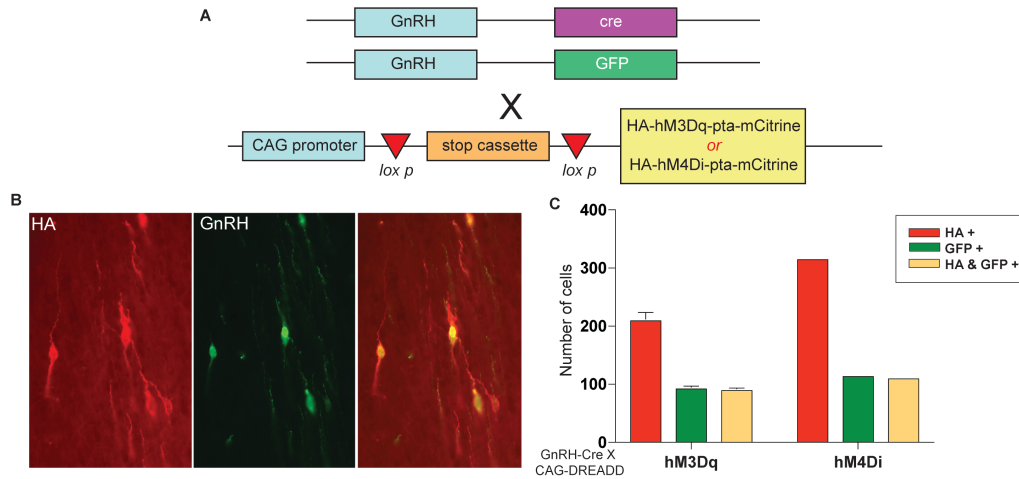 A
GnRH
cre
GnRH
GFP
X
CAG promoter
stop cassette
HA-hM3Dq-pta-mCitrine
or
HA-hM4Di-pta-mCitrine
lox p
lox p
B
HA
GnRH
C
400
300
200
100
0
Number of cells
HA +
GFP +
HA & GFP +
GnRH-Cre X
CAG-DREADD
hM3Dq
hM4Di